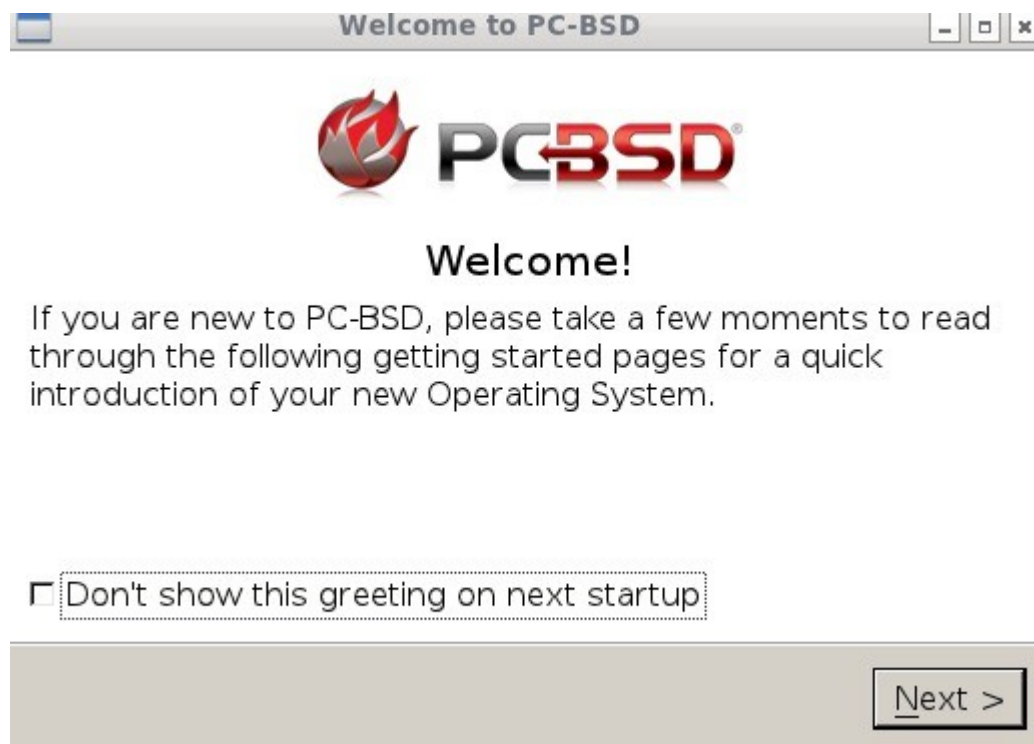 Welcome to PC-BSD
PCBSD®
Welcome!
If you are new to PC-BSD, please take a few moments to read
through the following getting started pages for a quick
introduction of your new Operating System.
Don't show this greeting on next startup
Next >